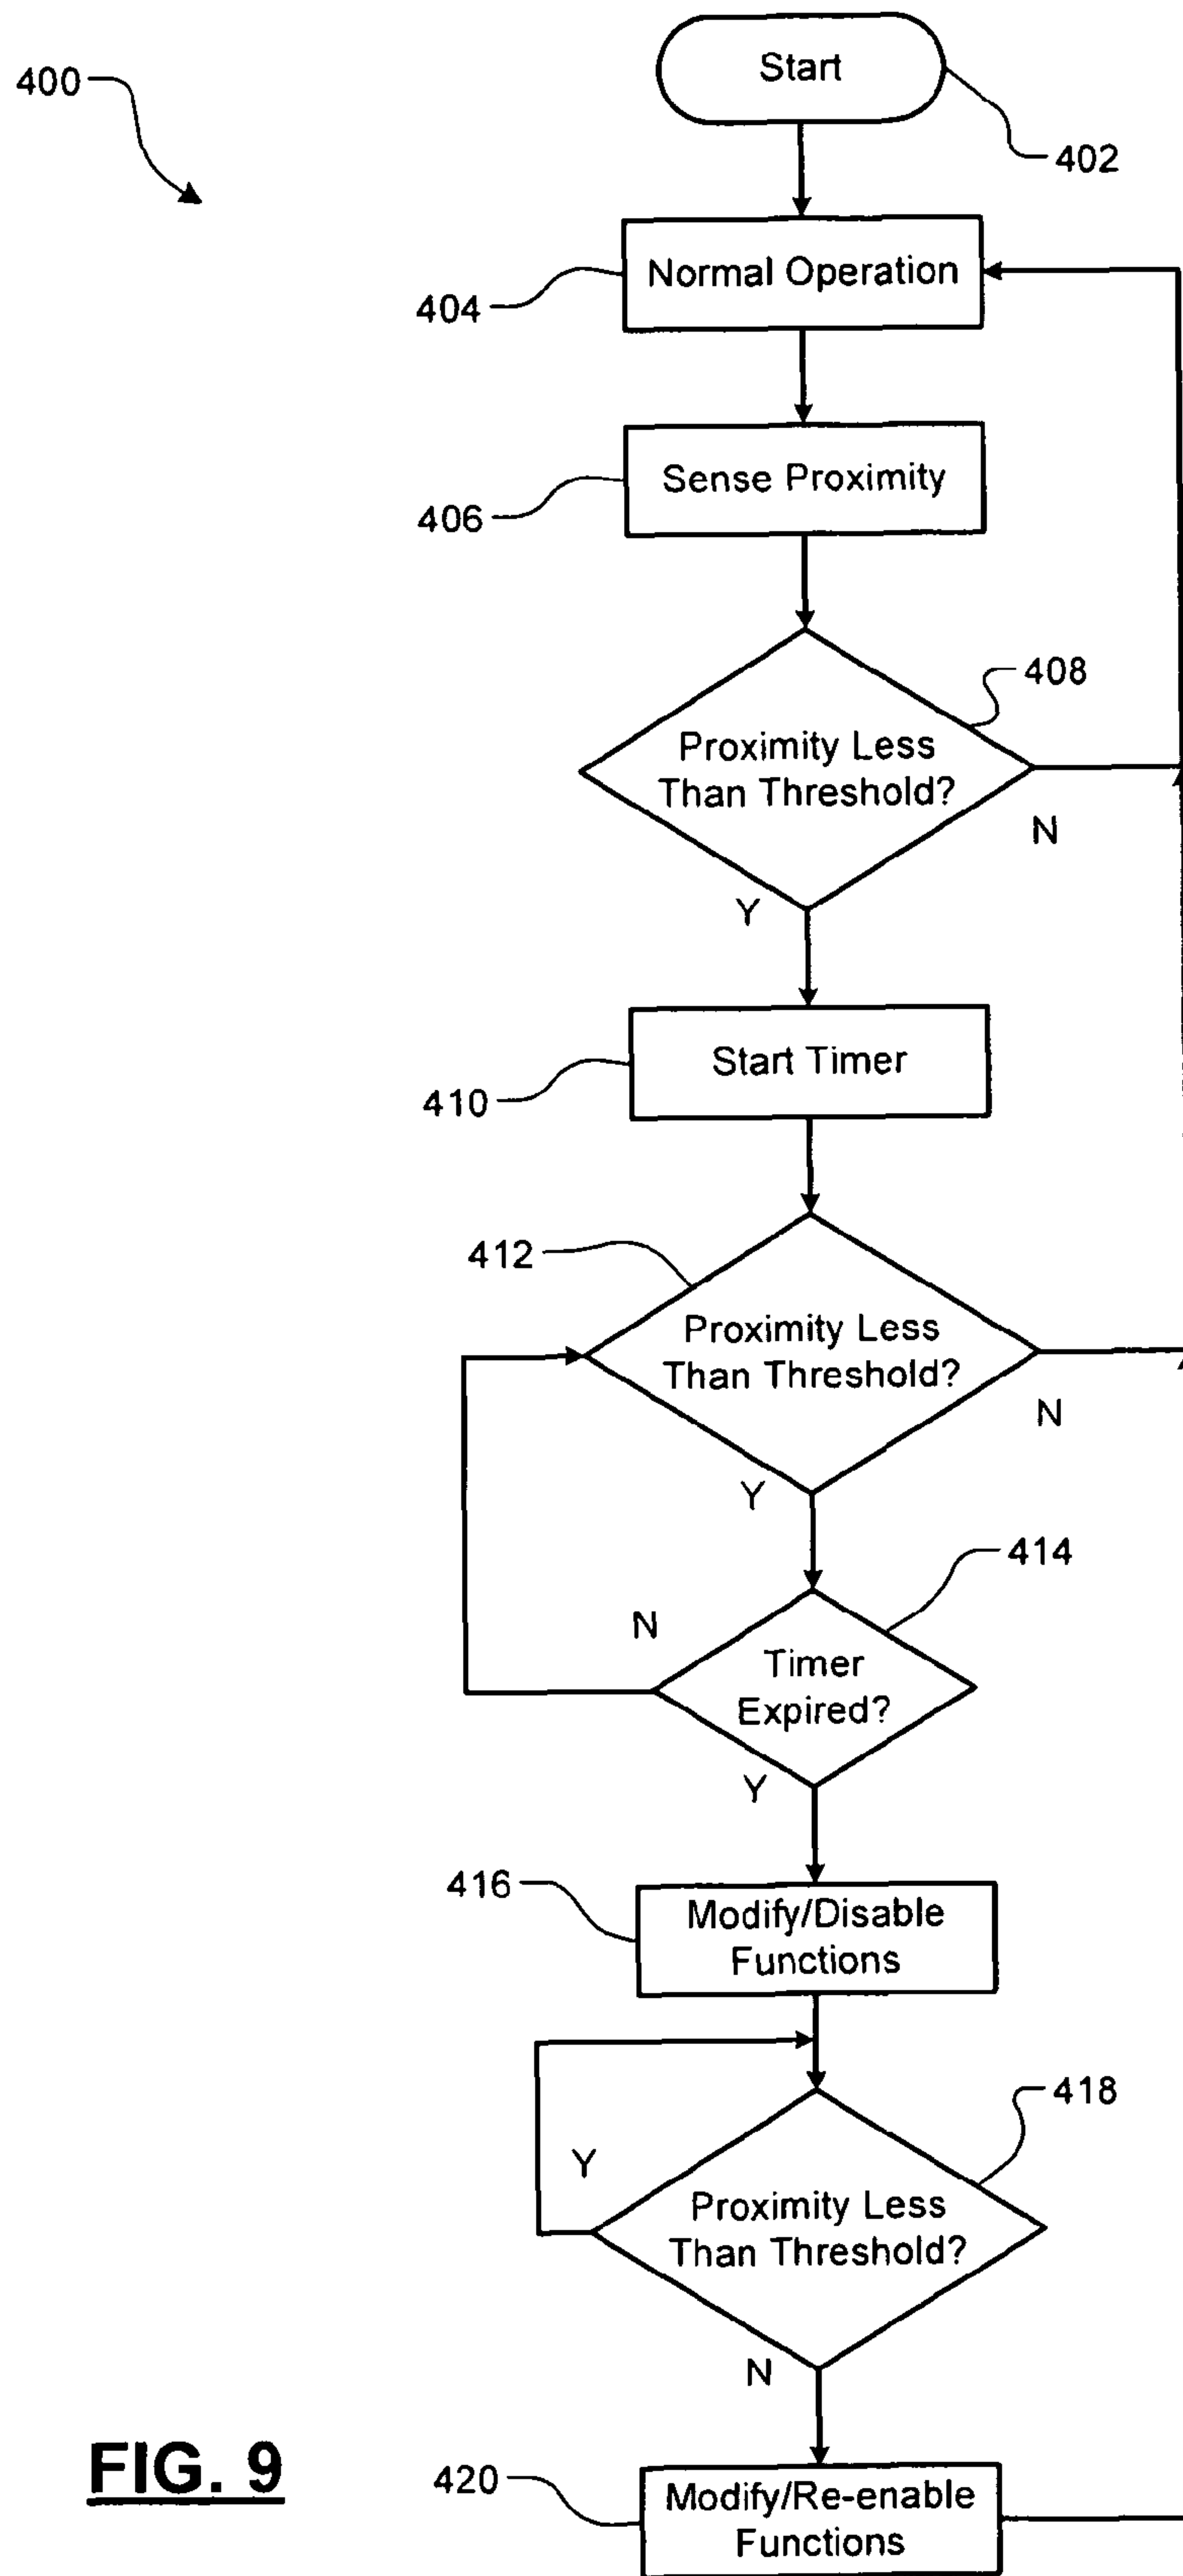 400
Start
402
Normal Operation
404
Sense Proximity
406
408
Proximity Less
Than Threshold?
N
Y
Start Timer
410
412
Proximity Less
Than Threshold?
N
Y
414
N
Timer
Expired?
Y
416
Modify/Disable
Functions
418
Y
Proximity Less
Than Threshold?
N
FIG. 9
420
Modify/Re-enable
Functions